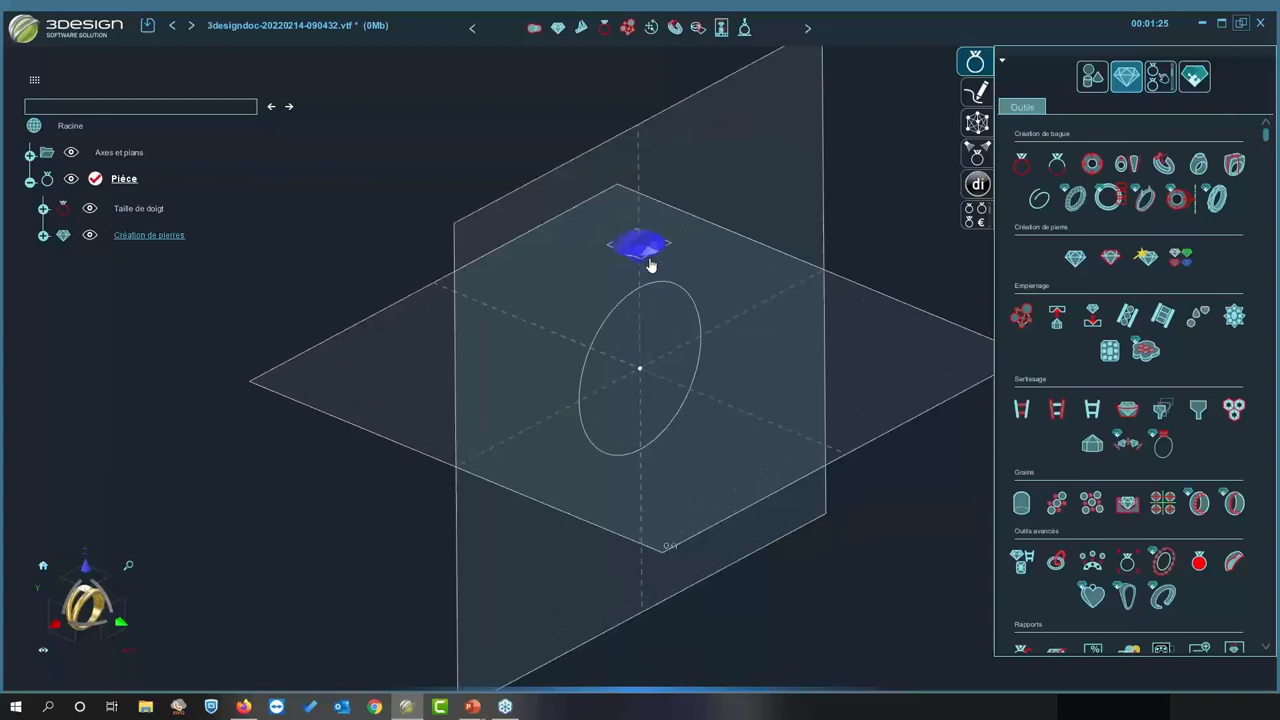 3DESIGN
SOFTWARE SOLUTION
3designdoc-20220214-090432.vtf * (0Mb)
00:01:25
Racine
Axes et plans
Pièce
Taille de doigt
Création de pierres
Outils
Création de bague
Création de pierre
Empierrage
Sertissage
Grains
Outils avancés
Rapports
di
€
Y